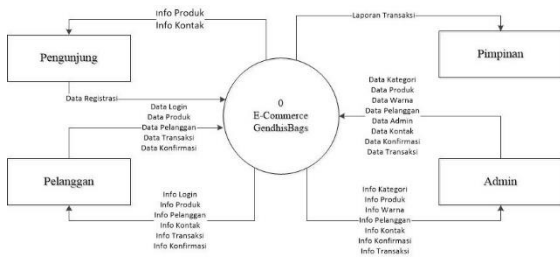 Info Produk
Info Kontak
Laporan Transaksi
Pengunjung
Pimpinan
Data Registrasi
0
E-Commerce
GendhisBags
Data Login
Data Produk
Data Pelanggan
Data Transaksi
Data Konfirmasi
Data Kategori
Data Produk
Data Warna
Data Pelanggan
Data Admin
Data Kontak
Data Konfirmasi
Data Transaksi
Pelanggan
Admin
Info Login
Info Produk
Info Pelanggan
Info Kontak
Info Transaksi
Info Konfirmasi
Info Kategori
Info Produk
Info Warna
Info Pelanggan
Info Kontak
Info Konfirmasi
Info Transaksi